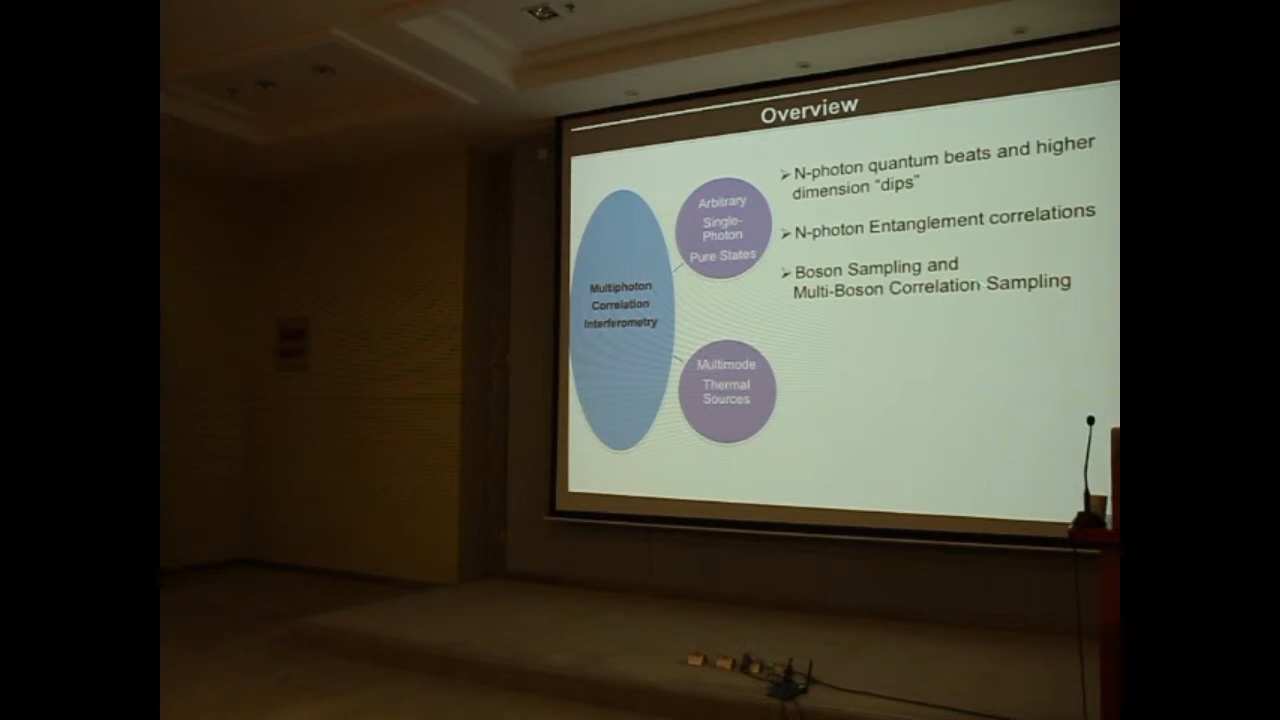 Overview
Multiphoton
Correlation
Interferometry
Arbitrary
Single-
Photon
Pure States
Multimode
Thermal
Sources
➢ N-photon quantum beats and higher
dimension “dips”
➢ N-photon Entanglement correlations
➢ Boson Sampling and
Multi-Boson Correlation Sampling